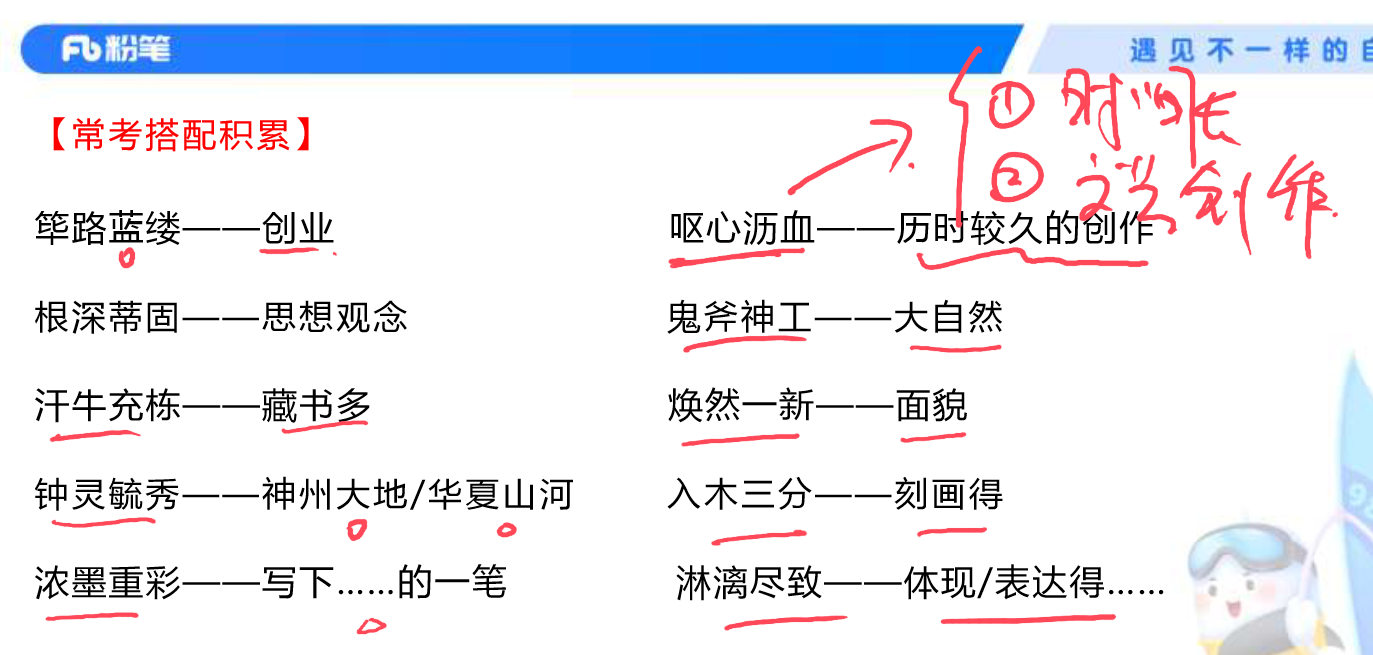 粉笔
遇见不一样的自
【常考搭配积累】
① 时间长
② 文学创作
筚路蓝缕——创业
呕心沥血——历时较久的创作
根深蒂固——思想观念
鬼斧神工——大自然
汗牛充栋——藏书多
焕然一新——面貌
钟灵毓秀——神州大地/华夏山河
入木三分——刻画得
浓墨重彩——写下……的一笔
淋漓尽致——体现/表达得……